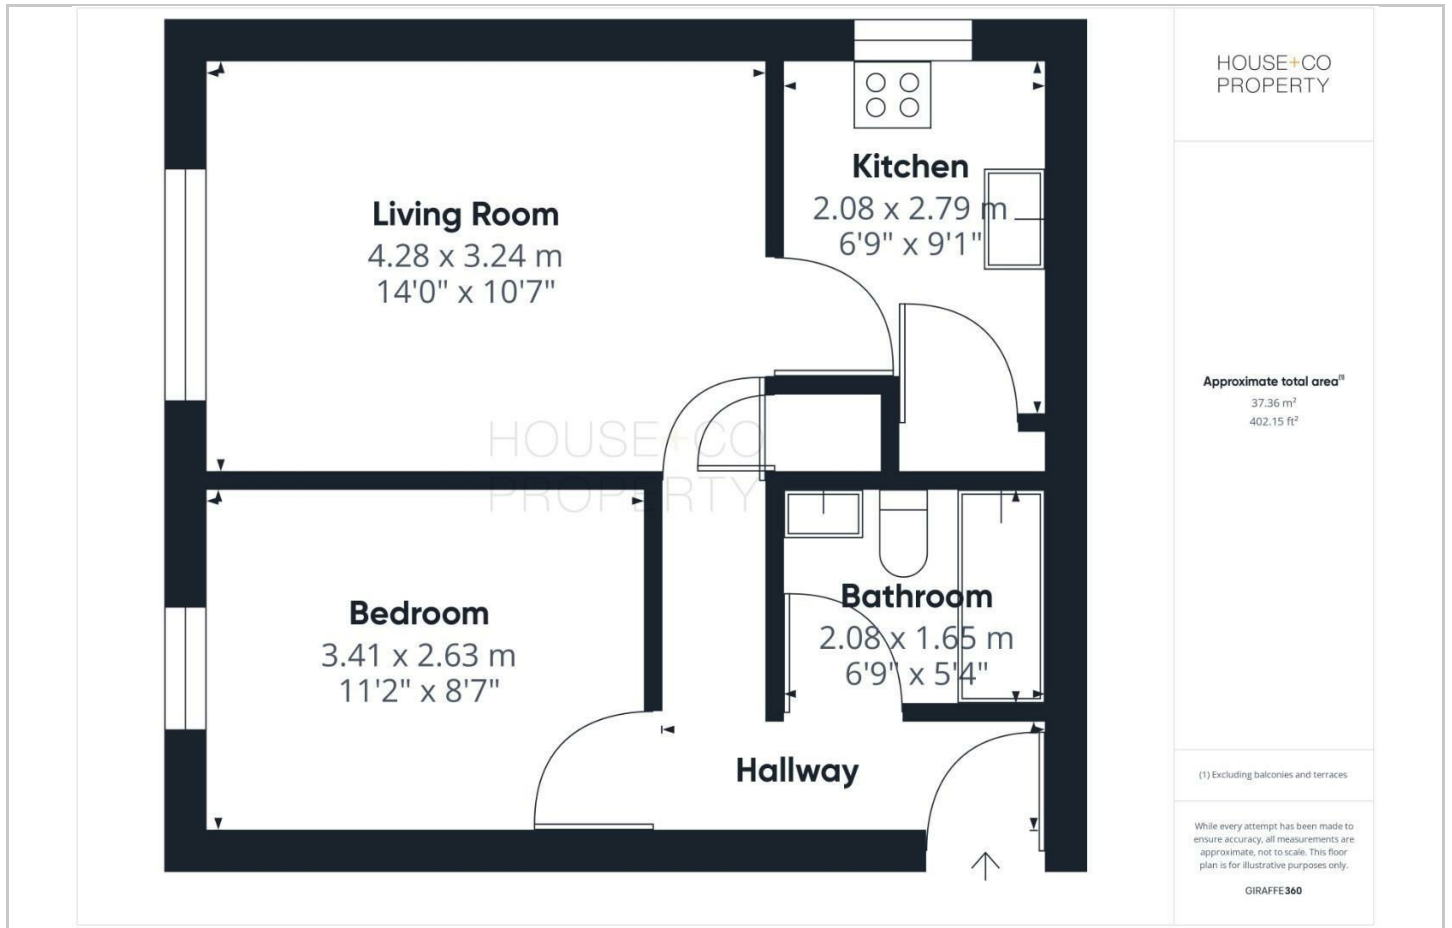 Living Room
4.28 x 3.24 m
14'0" x 10'7"
Kitchen
2.08 x 2.79 m
6'9" x 9'1"
HOUSE+CO
PROPERTY
Bedroom
3.41 x 2.63 m
11'2" x 8'7"
Bathroom
2.08 x 1.65 m
6'9" x 5'4"
Hallway
HOUSE+CO
PROPERTY
Approximate total area(1)
37.36 m²
402.15 ft²
(1) Excluding balconies and terraces
While every attempt has been made to
ensure accuracy, all measurements are
approximate, not to scale. This floor
plan is for illustrative purposes only.
GIRAFFE360